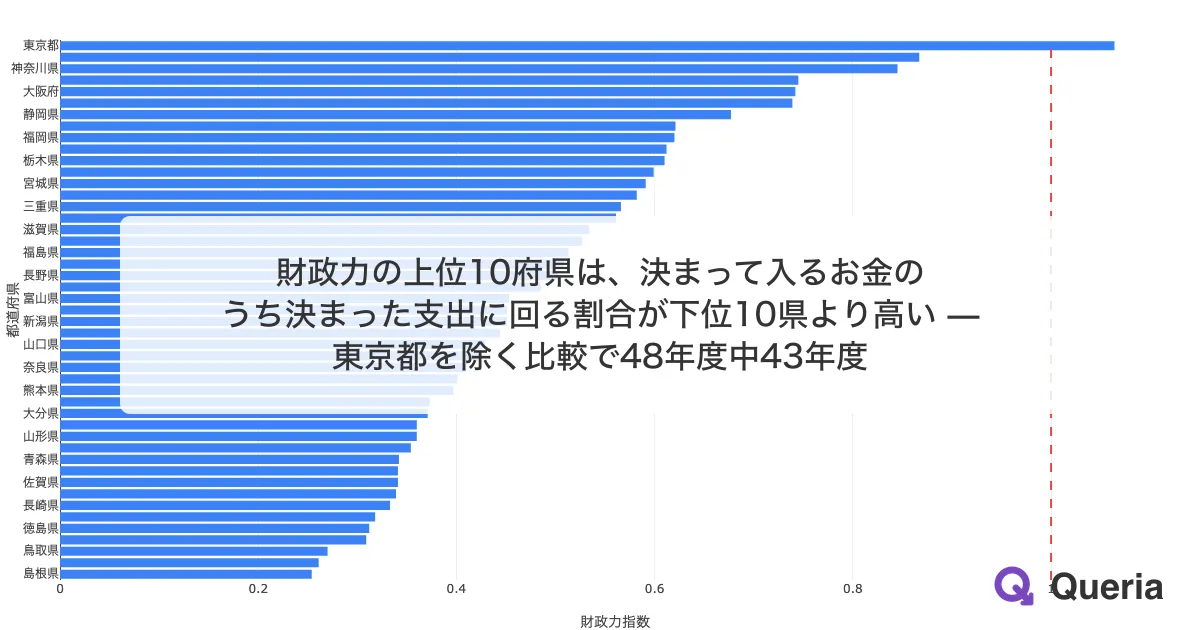 東京都
神奈川県
大阪府
静岡県
福岡県
栃木県
宮城県
三重県
滋賀県
福島県
長野県
富山県
新潟県
山口県
奈良県
熊本県
大分県
山形県
青森県
佐賀県
長崎県
徳島県
鳥取県
島根県
都道府県
財政力の上位10府県は、決まって入るお金の
うち決まった支出に回る割合が下位10県より高い —
東京都を除く比較で48年度中43年度
0 0.2 0.4 0.6 0.8 1
財政力指数
Queria